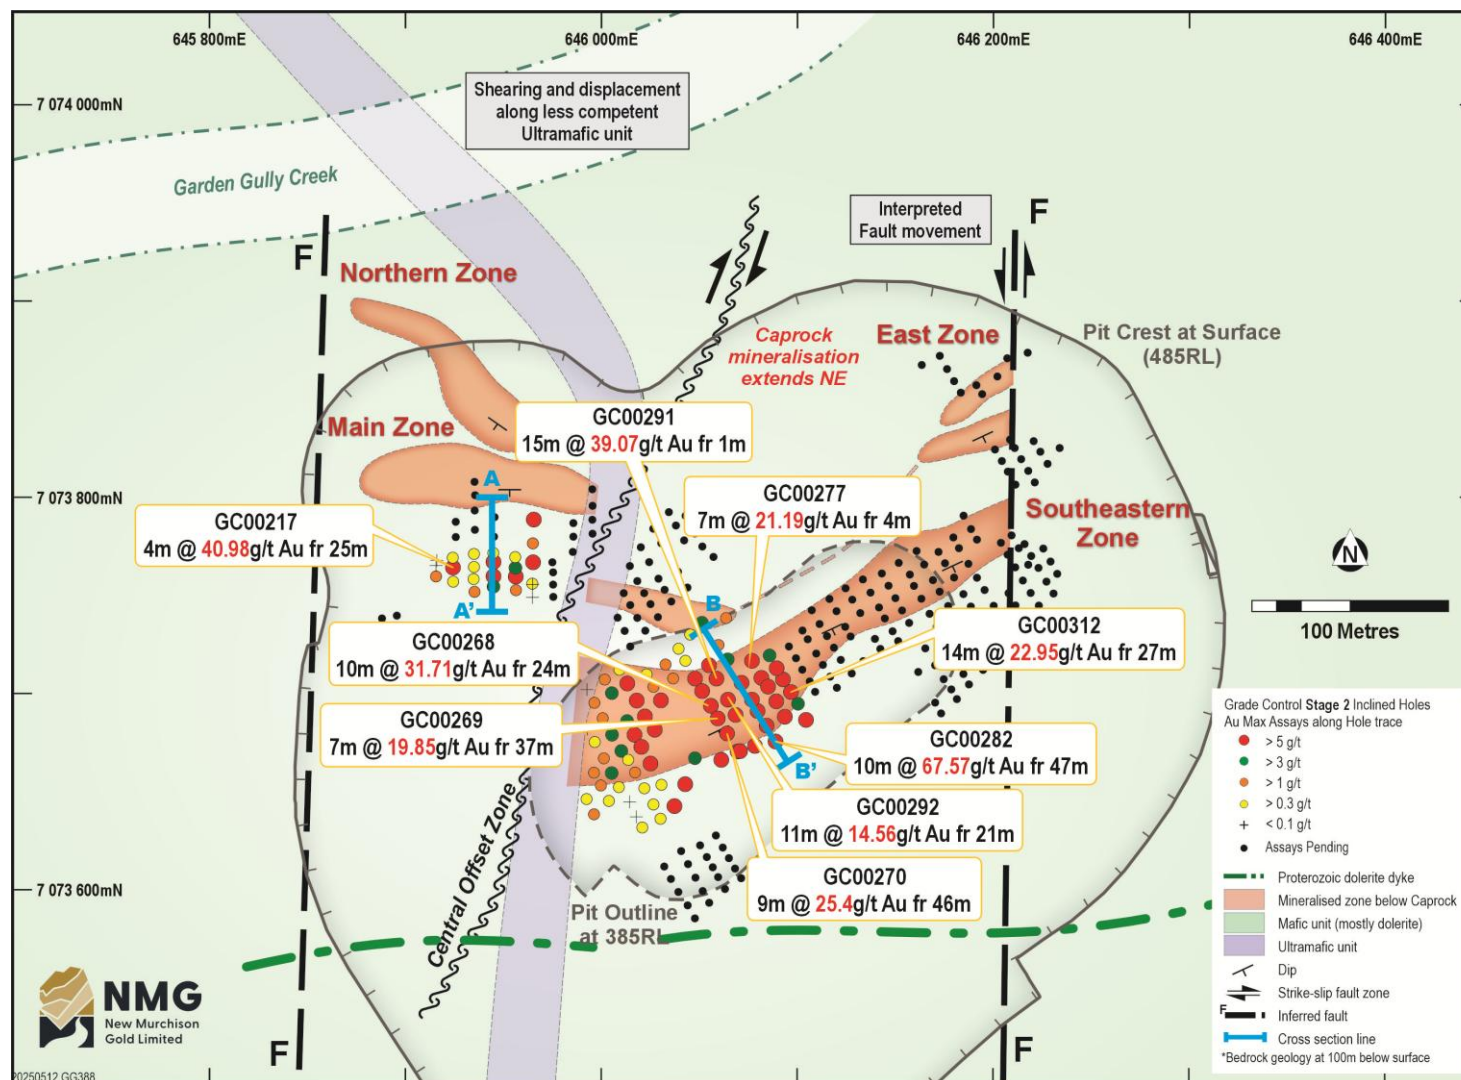 645 800mE
646 000mE
646 200mE
646 400mE
7 074 000mN
Shearing and displacement
along less competent
Ultramafic unit
Garden Gully Creek
Interpreted
Fault movement
F
F
Northern Zone
Caprock
mineralisation
extends NE
East Zone
Pit Crest at Surface
(485RL)
Main Zone
GC00291
15m @ 39.07g/t Au fr 1m
7 073 800mN
A
GC00277
7m @ 21.19g/t Au fr 4m
Southeastern
Zone
GC00217
4m @ 40.98g/t Au fr 25m
N
A'
B
100 Metres
GC00268
10m @ 31.71g/t Au fr 24m
GC00312
14m @ 22.95g/t Au fr 27m
GC00269
7m @ 19.85g/t Au fr 37m
GC00282
10m @ 67.57g/t Au fr 47m
B'
GC00292
11m @ 14.56g/t Au fr 21m
GC00270
9m @ 25.4g/t Au fr 46m
7 073 600mN
Central Offset Zone
Pit Outline
at 385RL
Grade Control Stage 2 Inclined Holes
Au Max Assays along Hole trace
> 5 g/t
> 3 g/t
> 1 g/t
> 0.3 g/t
< 0.1 g/t
Assays Pending
Proterozoic dolerite dyke
Mineralised zone below Caprock
Mafic unit (mostly dolerite)
Ultramafic unit
Dip
Strike-slip fault zone
F
Inferred fault
Cross section line
*Bedrock geology at 100m below surface
NMG
New Murchison
Gold Limited
F
F
20250512 GG388